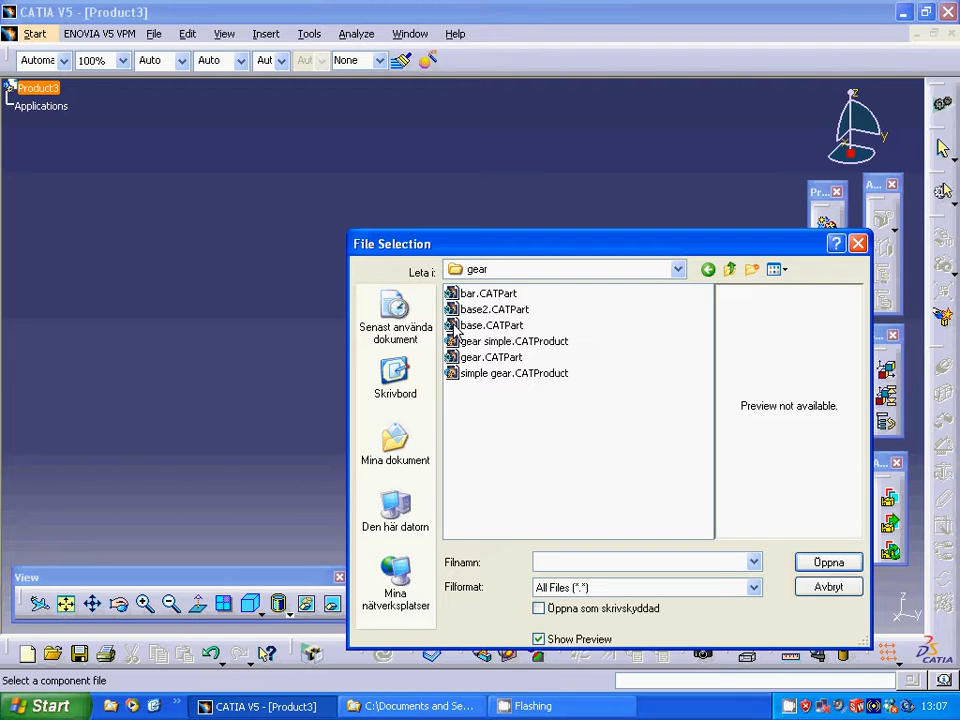 CATIA V5 - [Product3]
Start ENOVIA V5 VPM File Edit View Insert Tools Analyze Window Help
Automa 100% Auto Auto Aut Aut None
Product3
Applications
z
y
Pr...
A...
File Selection
Leta i: gear
Senast använda dokument
Skrivbord
Mina dokument
Den här datorn
Mina nätverksplatser
bar.CATPart
base2.CATPart
base.CATPart
gear simple.CATProduct
gear.CATPart
simple gear.CATProduct
Preview not available.
Filnamn:
Öppna
Filformat: All Files (*.*)
Avbryt
Öppna som skrivskyddad
Show Preview
A...
View
z
CATIA
Select a component file
Start CATIA V5 - [Product3] C:\Documents and Se... Flashing 13:07